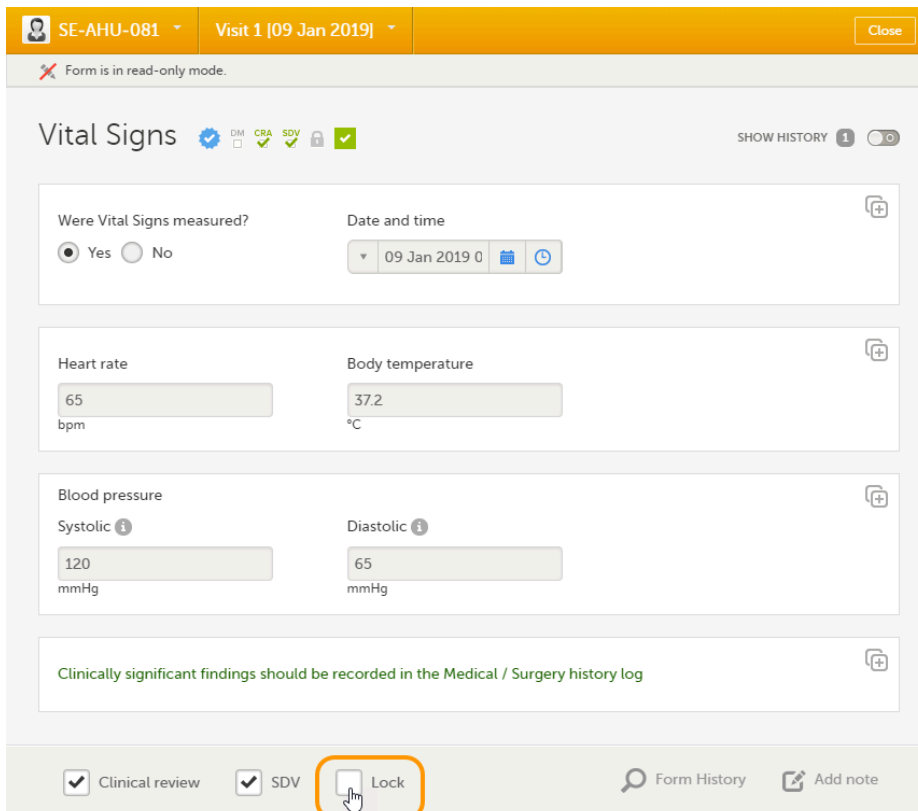 SE-AHU-081 Visit 1 [09 Jan 2019] Close
Form is in read-only mode.
Vital Signs DM CRA SDV SHOW HISTORY 1
Were Vital Signs measured? Date and time
Yes No 09 Jan 2019 0
Heart rate Body temperature
65 37.2
bpm °C
Blood pressure
Systolic Diastolic
120 65
mmHg mmHg
Clinically significant findings should be recorded in the Medical / Surgery history log
Clinical review SDV Lock Form History Add note